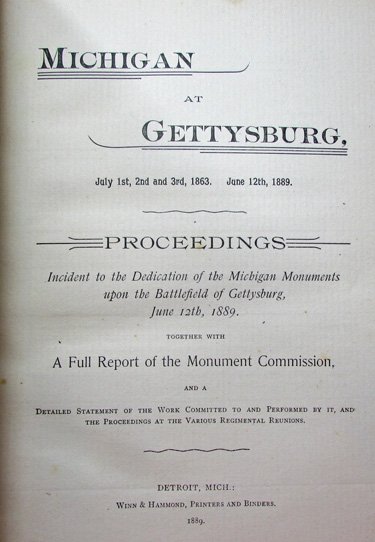 MICHIGAN
AT
GETTYSBURG,
July 1st, 2nd and 3rd, 1863. June 12th, 1889.
PROCEEDINGS
Incident to the Dedication of the Michigan Monuments
upon the Battlefield of Gettysburg,
June 12th, 1889.
TOGETHER WITH
A Full Report of the Monument Commission,
AND A
DETAILED STATEMENT OF THE WORK COMMITTED TO AND PERFORMED BY IT, AND
THE PROCEEDINGS AT THE VARIOUS REGIMENTAL REUNIONS.
DETROIT, MICH.:
WINN & HAMMOND, PRINTERS AND BINDERS.
1889.